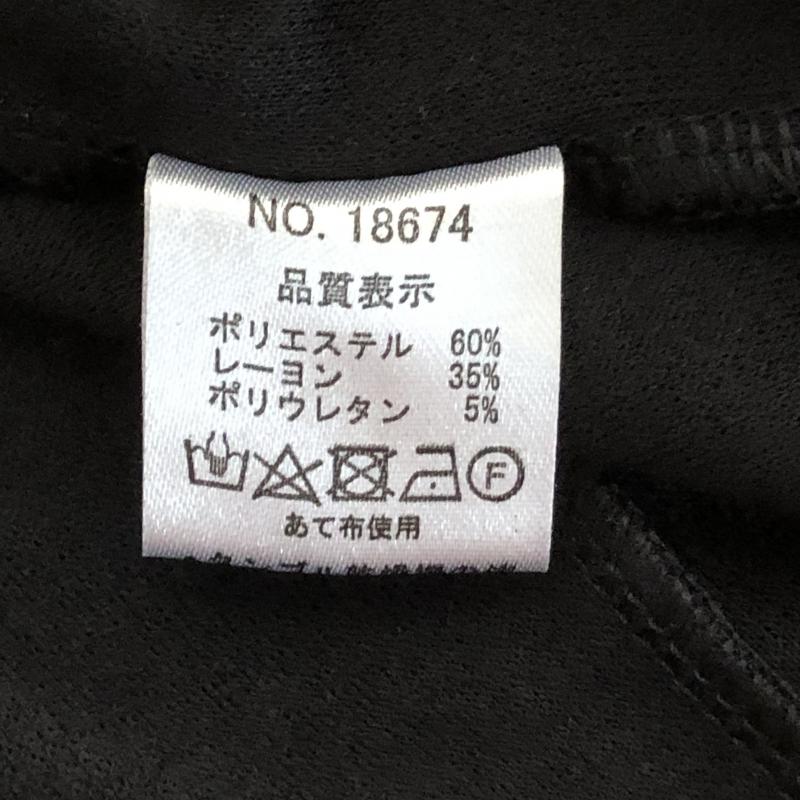 NO. 18674
品質表示
ポリエステル 60%
レーヨン 35%
ポリウレタン 5%
F
あて布使用